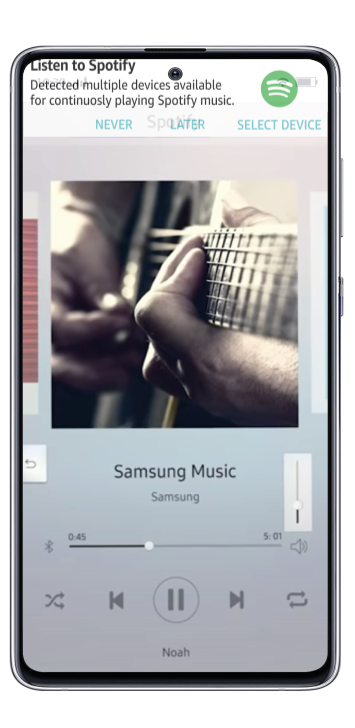 Listen to Spotify
Detected multiple devices available
for continuosly playing Spotify music.
NEVER
LATER
SELECT DEVICE
Spotify
Samsung Music
Samsung
0:45
5:01
Noah